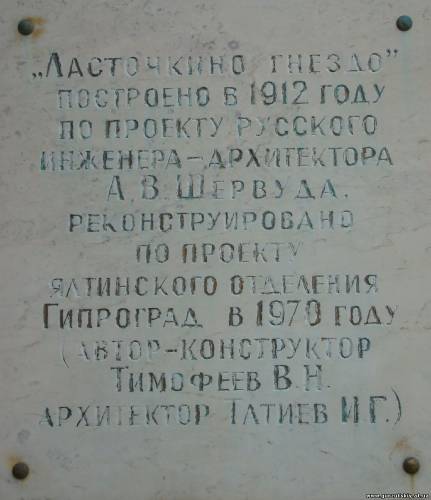 „Ласточкино гнездо”
построено в 1912 году
по проекту русского
инженера-архитектора
А.В.Шервуда.
реконструировано
по проекту
ялтинского отделения
Гипроград в 1970 году
(автор-конструктор
Тимофеев В.Н.
архитектор Татиев И.Г.)